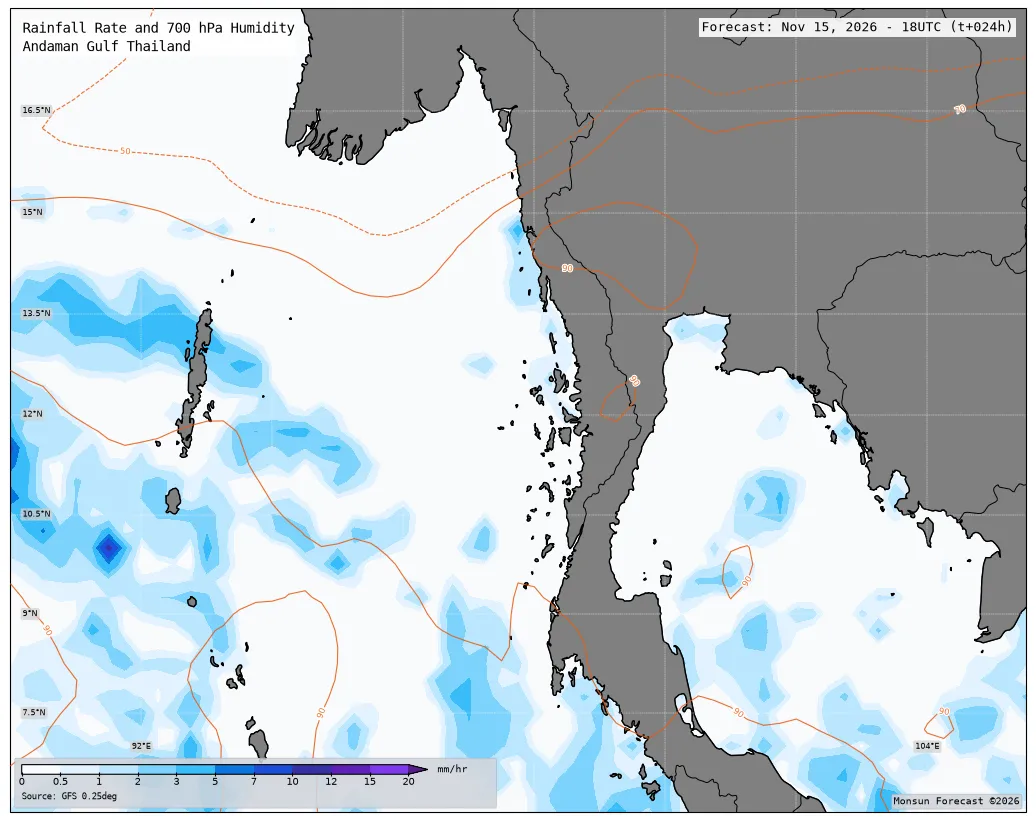 Rainfall Rate and 700 hPa Humidity
Andaman Gulf Thailand
Forecast: Nov 15, 2026 - 18UTC (t+024h)
16.5°N
70
50
15°N
90
13.5°N
90
12°N
10.5°N
90
9°N
90
7.5°N
90
90
90
92°E
104°E
mm/hr
0 0.5 1 2 3 5 7 10 12 15 20
Source: GFS 0.25deg
Monsun Forecast ©2026